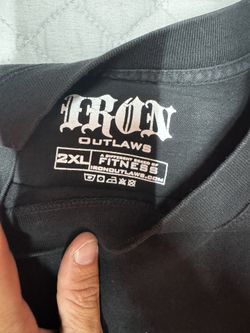 IRON
OUTLAWS
2XL
A DIFFERENT BREED OF
FITNESS
IRONOUTLAWS.COM